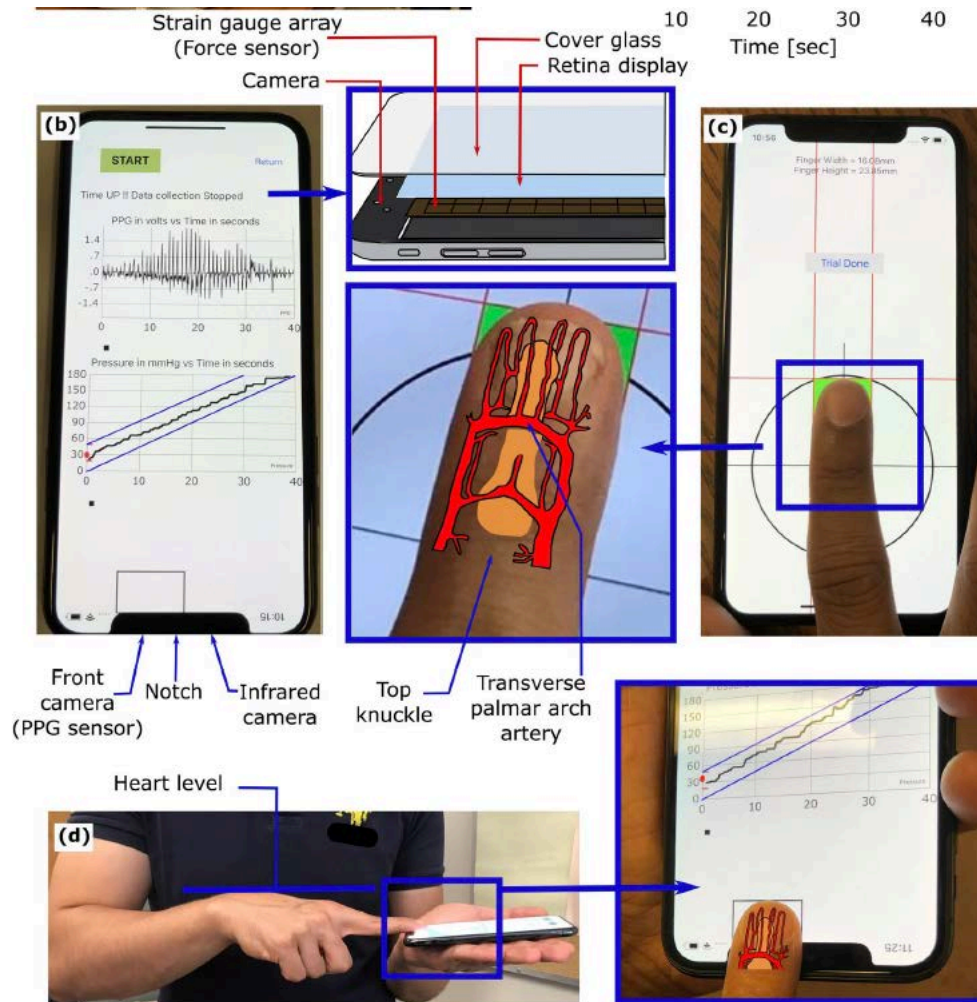 Strain gauge array
(Force sensor)
Camera
Cover glass
Retina display
10 20 30 40
Time [sec]
(b)
START
Return
Time UP !! Data collection Stopped
PPG in volts vs Time in seconds
1.4
.7
.0
-.7
-1.4
PPG
0 10 20 30 40
Pressure in mmHg vs Time in seconds
180
150
120
90
60
30
0
Pressure
0 10 20 30 40
10:15
Front
camera
(PPG sensor)
Notch
Infrared
camera
(c)
10:56
Finger Width = 16.08mm
Finger Height = 23.85mm
Trial Done
Top
knuckle
Transverse
palmar arch
artery
Heart level
(d)
180
150
120
90
60
30
0
Pressure
0 10 20 30 40
11:25